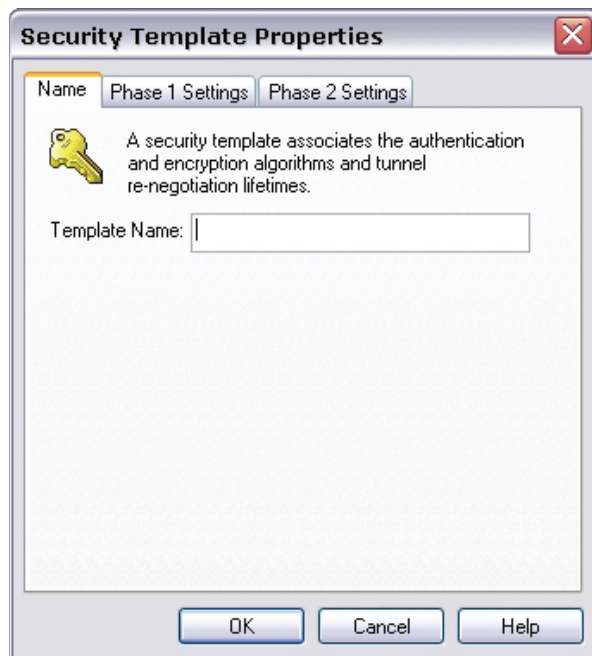 Security Template Properties
Name
Phase 1 Settings
Phase 2 Settings
A security template associates the authentication
and encryption algorithms and tunnel
re-negotiation lifetimes.
Template Name:
OK
Cancel
Help